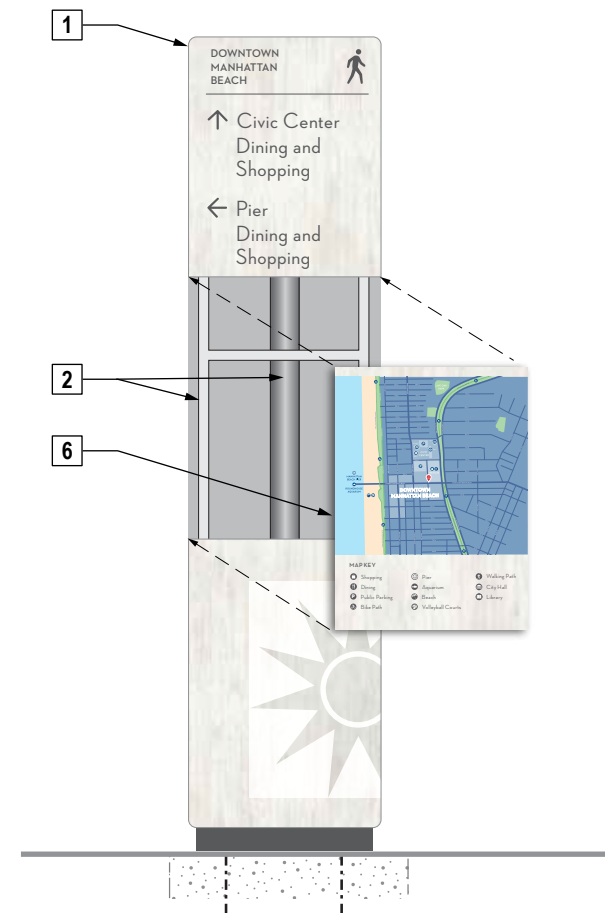 1
DOWNTOWN
MANHATTAN
BEACH
Civic Center
Dining and
Shopping
Pier
Dining and
Shopping
2
6
DOWNTOWN
MANHATTAN BEACH
MAP KEY
Shopping
Dining
Public Parking
Bike Path
Pier
Aquarium
Beach
Volleyball Courts
Walking Path
City Hall
Library